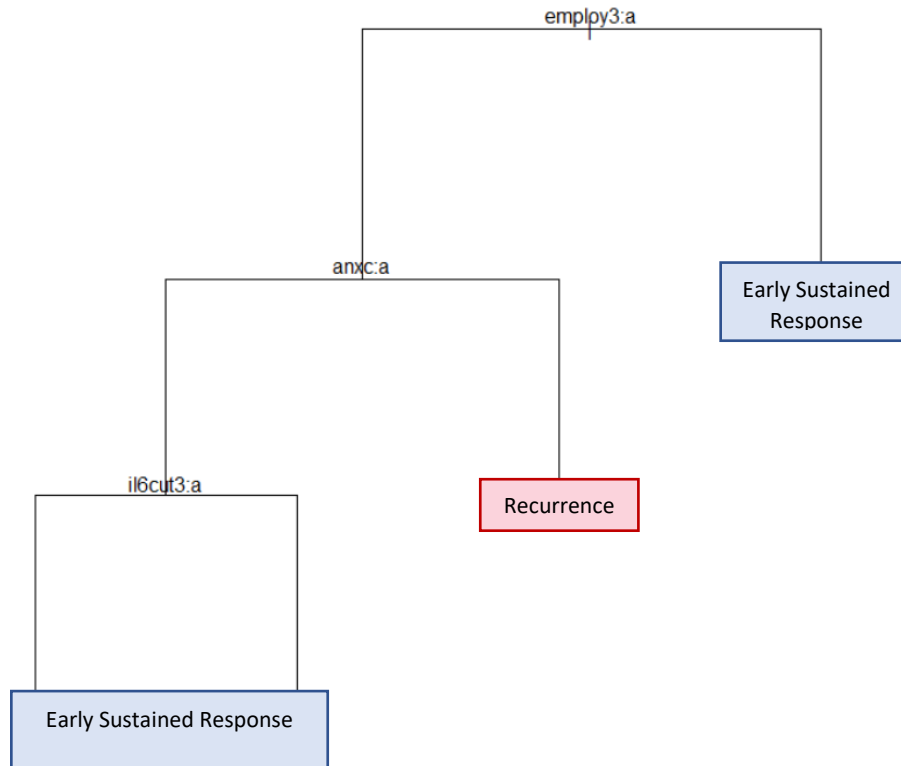 employ3:a
anxc:a
Early Sustained
Response
il6cut3:a
Recurrence
Early Sustained Response